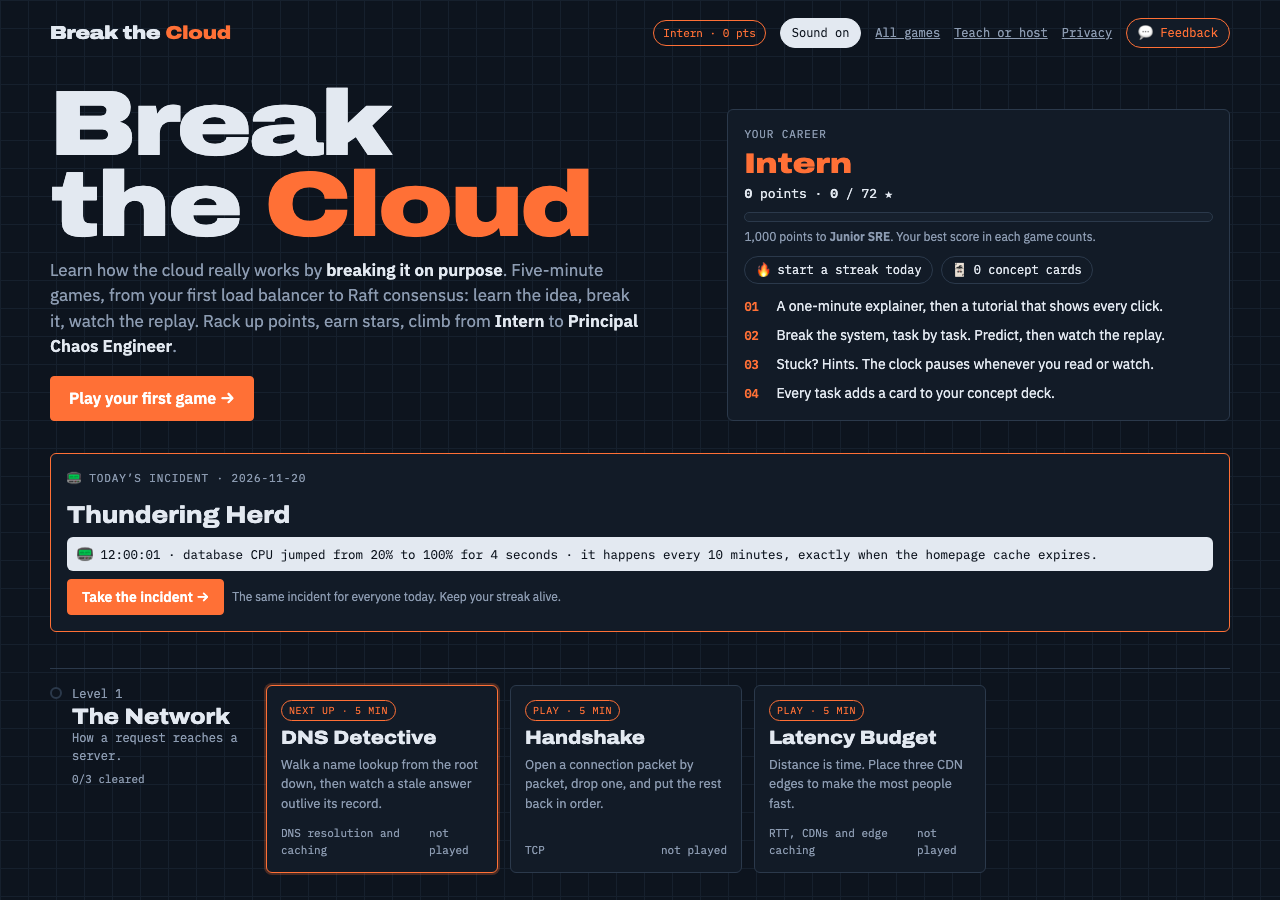 Break the Cloud
Intern · 0 pts
Sound on
All games
Teach or host
Privacy
💬 Feedback
Break
the Cloud
Learn how the cloud really works by breaking it on purpose. Five-minute
games, from your first load balancer to Raft consensus: learn the idea, break
it, watch the replay. Rack up points, earn stars, climb from Intern to Principal
Chaos Engineer.
Play your first game →
YOUR CAREER
Intern
0 points · 0 / 72 ★
1,000 points to Junior SRE. Your best score in each game counts.
🔥 start a streak today
🃏 0 concept cards
01 A one-minute explainer, then a tutorial that shows every click.
02 Break the system, task by task. Predict, then watch the replay.
03 Stuck? Hints. The clock pauses whenever you read or watch.
04 Every task adds a card to your concept deck.
📟 TODAY'S INCIDENT · 2026-11-20
Thundering Herd
📟 12:00:01 · database CPU jumped from 20% to 100% for 4 seconds · it happens every 10 minutes, exactly when the homepage cache expires.
Take the incident →
The same incident for everyone today. Keep your streak alive.
Level 1
The Network
How a request reaches a
server.
0/3 cleared
NEXT UP · 5 MIN
DNS Detective
Walk a name lookup from the root
down, then watch a stale answer
outlive its record.
DNS resolution and
caching
not
played
PLAY · 5 MIN
Handshake
Open a connection packet by
packet, drop one, and put the rest
back in order.
TCP
not played
PLAY · 5 MIN
Latency Budget
Distance is time. Place three CDN
edges to make the most people
fast.
RTT, CDNs and edge
caching
not
played